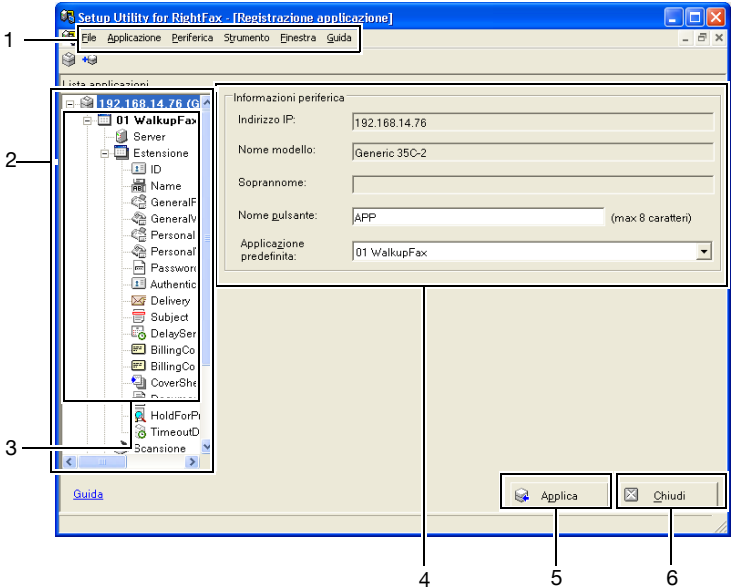 Setup Utility for RightFax - [Registrazione applicazione]
1
File Applicazione Periferica Strumento Finestra Guida
Lista applicazioni
192.168.14.76 (G
01 WalkupFax
Server
2
Estensione
ID
Name
GeneralF
GeneralV
Personal
Personal
Password
Authentic
Delivery
Subject
DelaySer
BillingCo
BillingCo
CoverShe
HoldForPr
TimeoutD
3
Scansione
Informazioni periferica
Indirizzo IP: 192.168.14.76
Nome modello: Generic 35C-2
Soprannome:
Nome pulsante: APP (max 8 caratteri)
Applicazione
predefinita: 01 WalkupFax
Guida
Applica
Chiudi
4
5
6